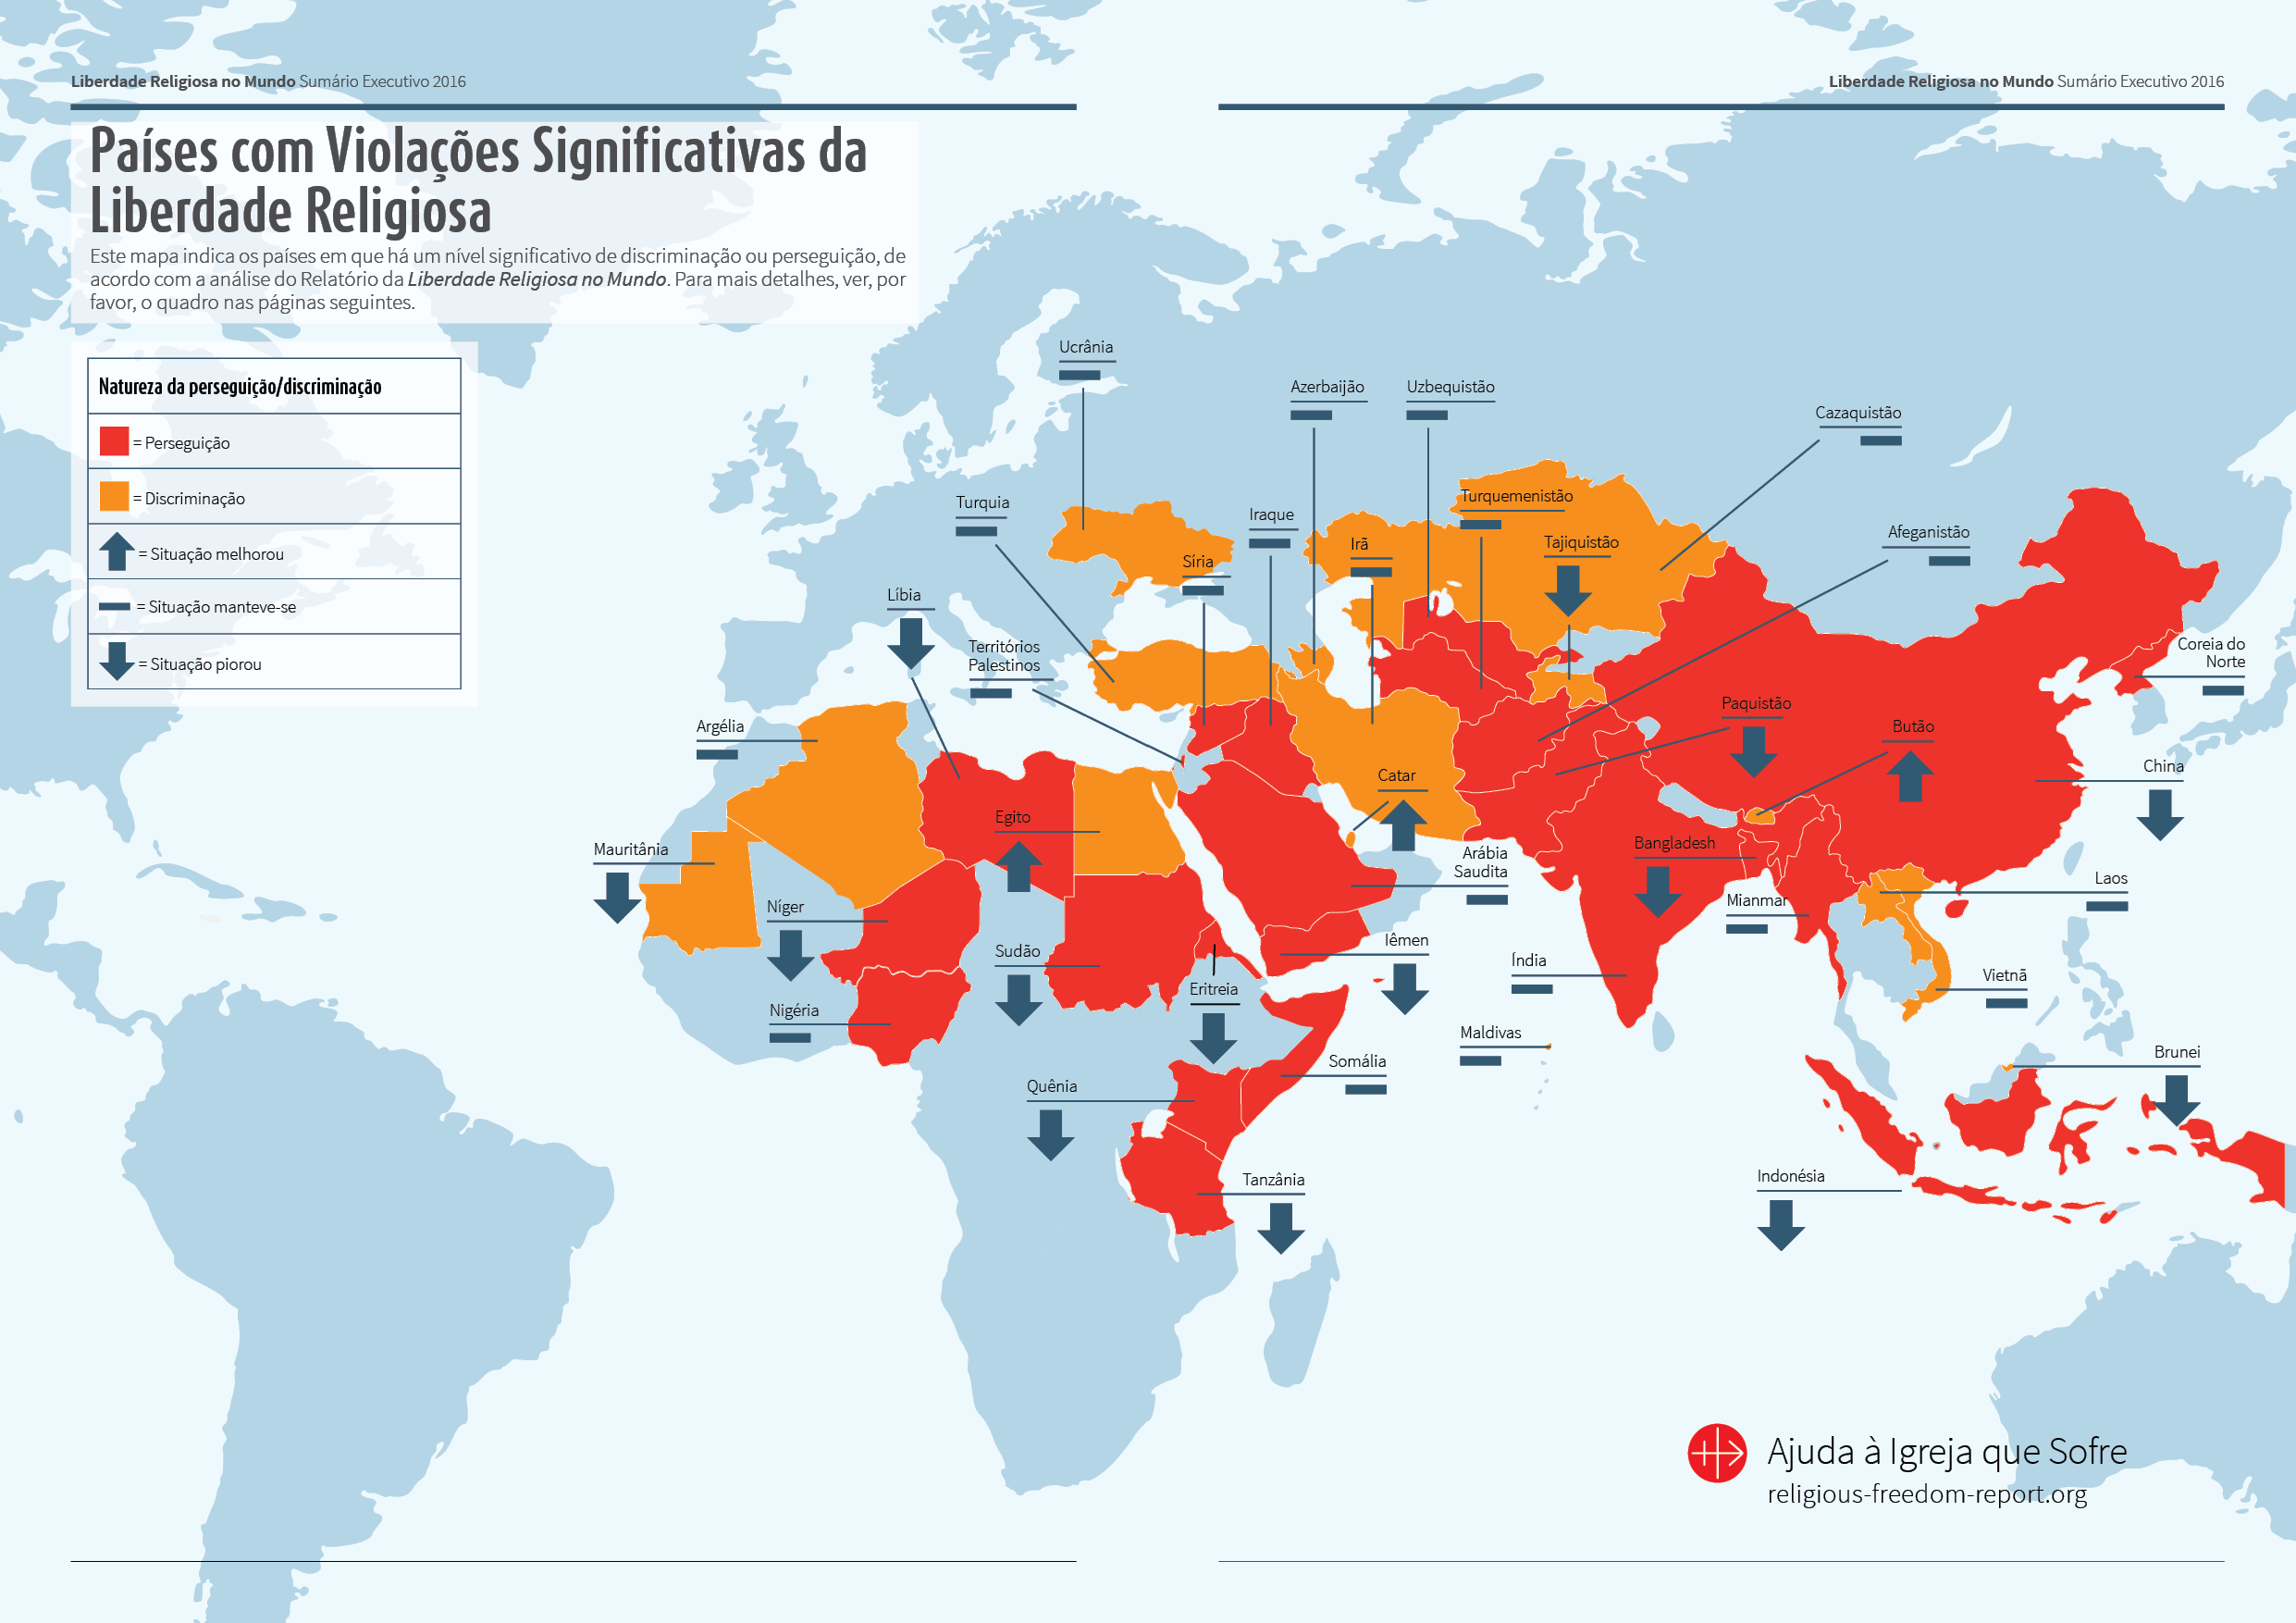 Liberdade Religiosa no Mundo Sumário Executivo 2016
Liberdade Religiosa no Mundo Sumário Executivo 2016
Países com Violações Significativas da
Liberdade Religiosa
Este mapa indica os países em que há um nível significativo de discriminação ou perseguição, de
acordo com a análise do Relatório da Liberdade Religiosa no Mundo. Para mais detalhes, ver, por
favor, o quadro nas páginas seguintes.
Natureza da perseguição/discriminação
= Perseguição
= Discriminação
= Situação melhorou
= Situação manteve-se
= Situação piorou
Ucrânia
Azerbaijão
Uzbequistão
Cazaquistão
Turquia
Iraque
Turquemenistão
Irã
Tajiquistão
Afeganistão
Síria
Líbia
Territórios
Palestinos
Coreia do
Norte
Argélia
Paquistão
Butão
China
Catar
Egito
Mauritânia
Bangladesh
Arábia
Saudita
Laos
Níger
Mianmar
Sudão
Iêmen
Índia
Vietnã
Eritreia
Nigéria
Maldivas
Somália
Brunei
Quênia
Tanzânia
Indonésia
Ajuda à Igreja que Sofre
religious-freedom-report.org